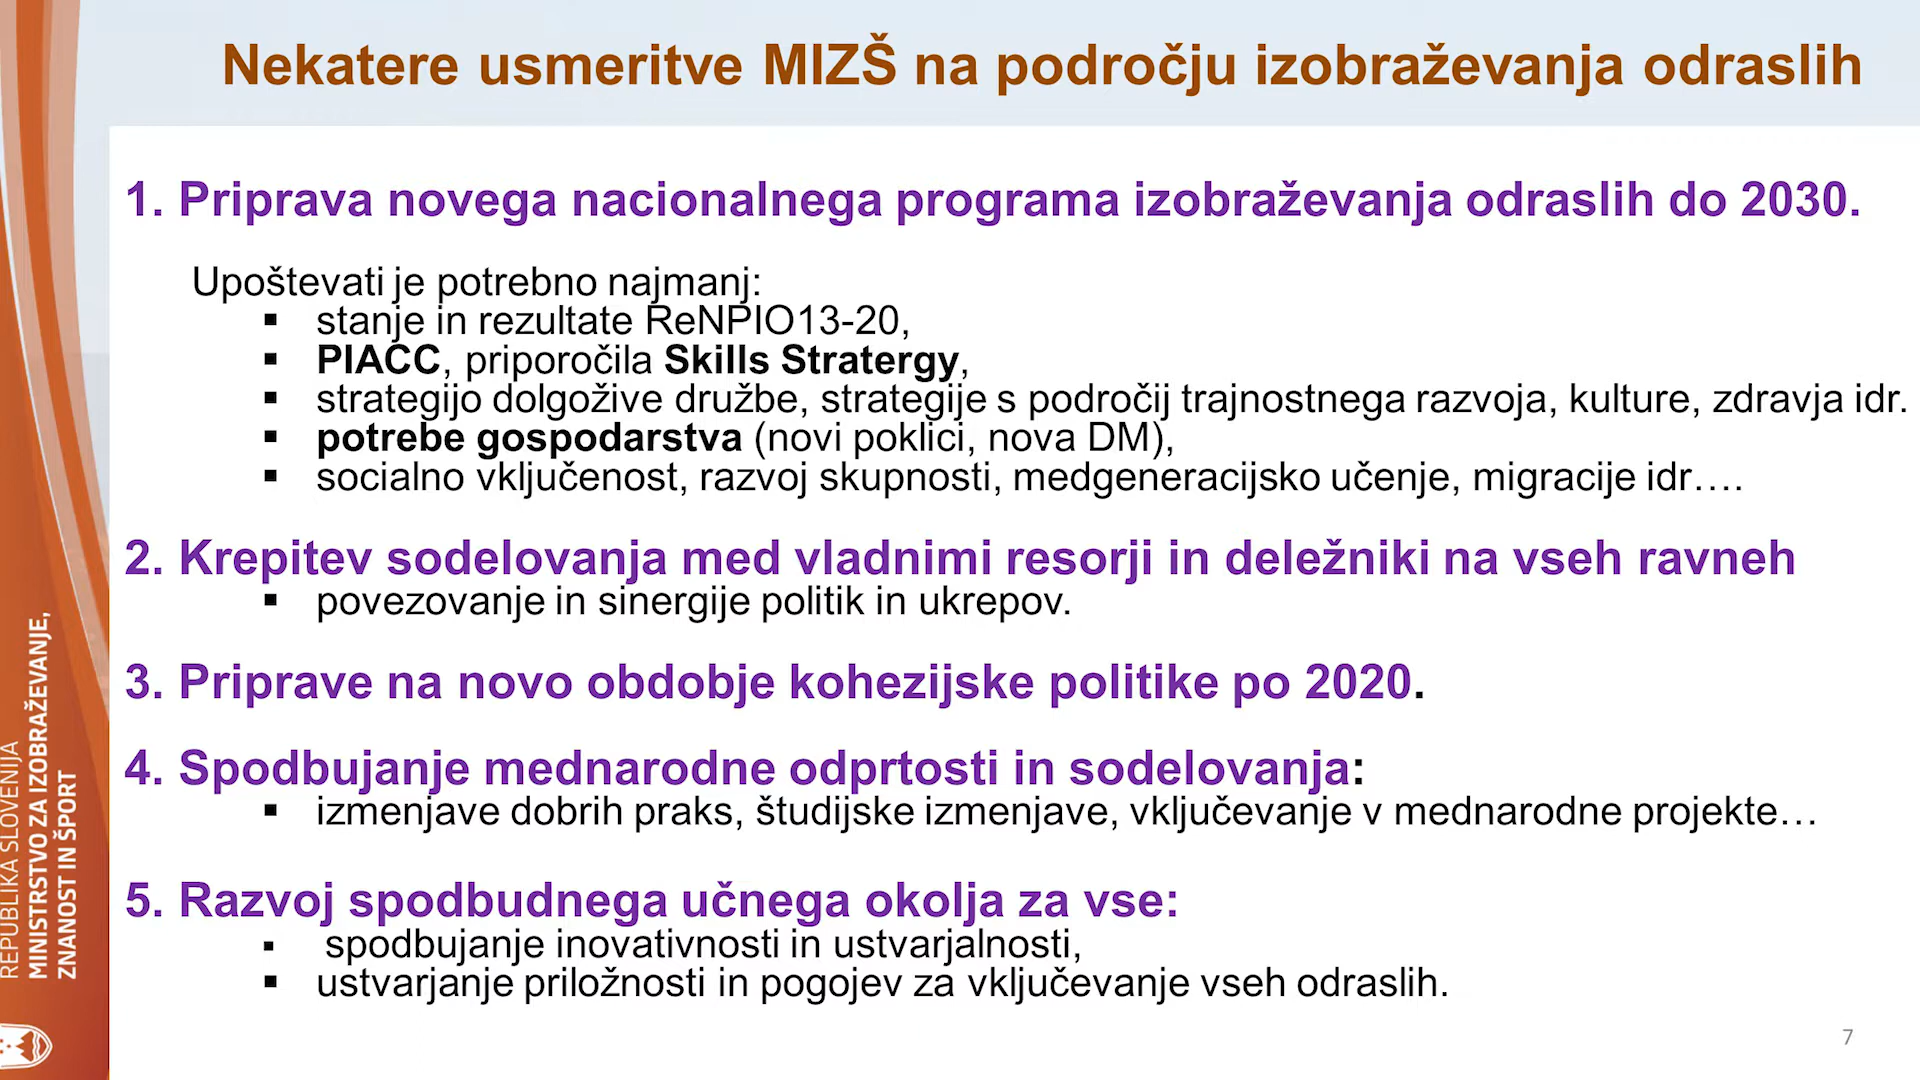 Nekatere usmeritve MIZŠ na področju izobraževanja odraslih
1. Priprava novega nacionalnega programa izobraževanja odraslih do 2030.
Upoštevati je potrebno najmanj:
▪ stanje in rezultate ReNPIO13-20,
▪ PIACC, priporočila Skills Stratergy,
▪ strategijo dolgožive družbe, strategije s področij trajnostnega razvoja, kulture, zdravja idr.
▪ potrebe gospodarstva (novi poklici, nova DM),
▪ socialno vključenost, razvoj skupnosti, medgeneracijsko učenje, migracije idr….
2. Krepitev sodelovanja med vladnimi resorji in deležniki na vseh ravneh
▪ povezovanje in sinergije politik in ukrepov.
3. Priprave na novo obdobje kohezijske politike po 2020.
4. Spodbujanje mednarodne odprtosti in sodelovanja:
▪ izmenjave dobrih praks, študijske izmenjave, vključevanje v mednarodne projekte…
5. Razvoj spodbudnega učnega okolja za vse:
▪ spodbujanje inovativnosti in ustvarjalnosti,
▪ ustvarjanje priložnosti in pogojev za vključevanje vseh odraslih.
REPUBLIKA SLOVENIJA
MINISTRSTVO ZA IZOBRAŽEVANJE,
ZNANOST IN ŠPORT
7